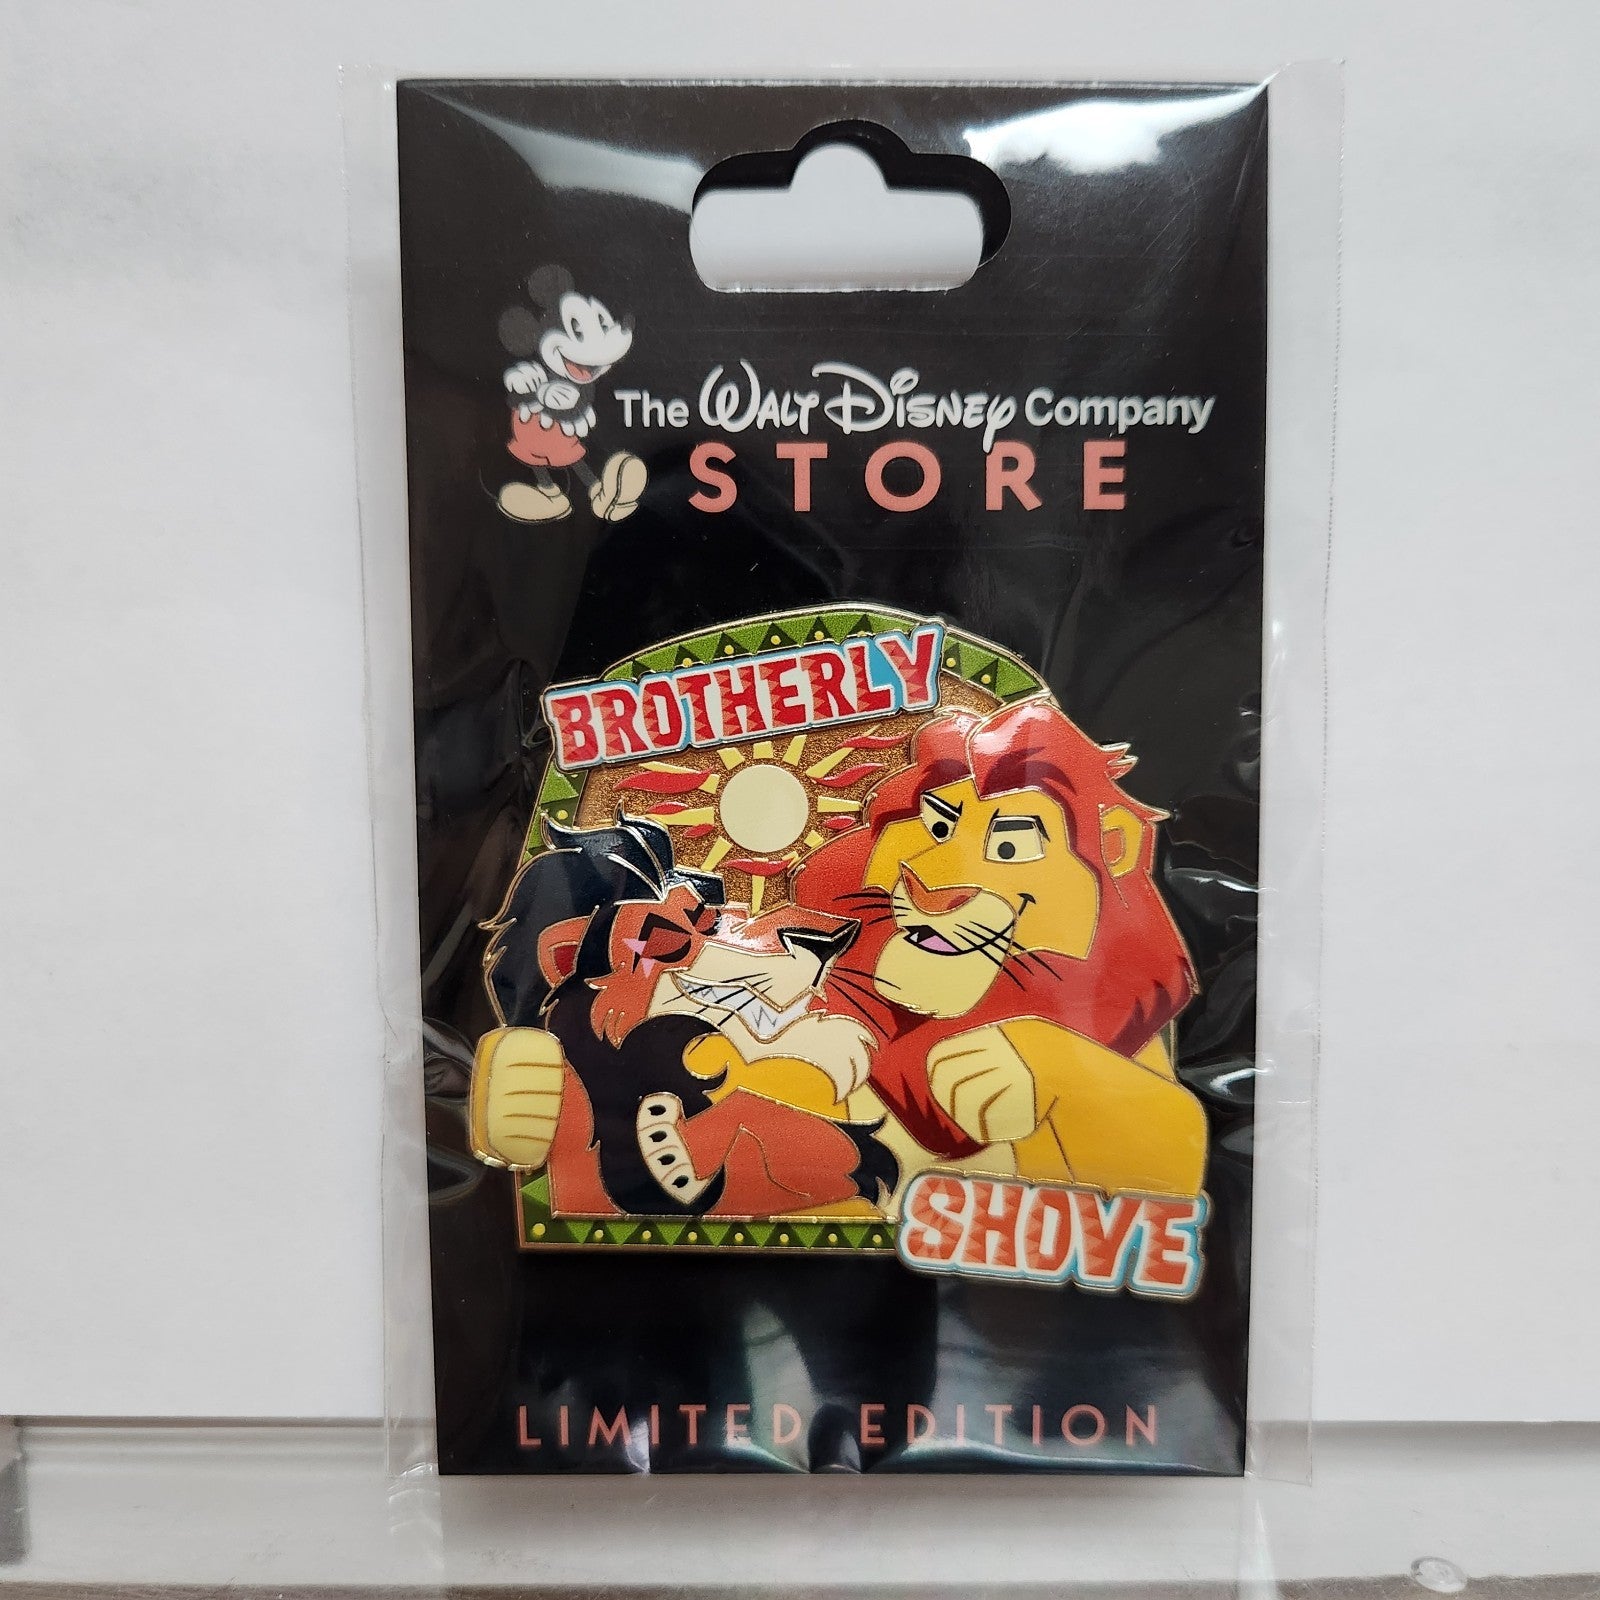 The WALT DISNEY Company
STORE
BROTHERLY
SHOVE
LIMITED EDITION